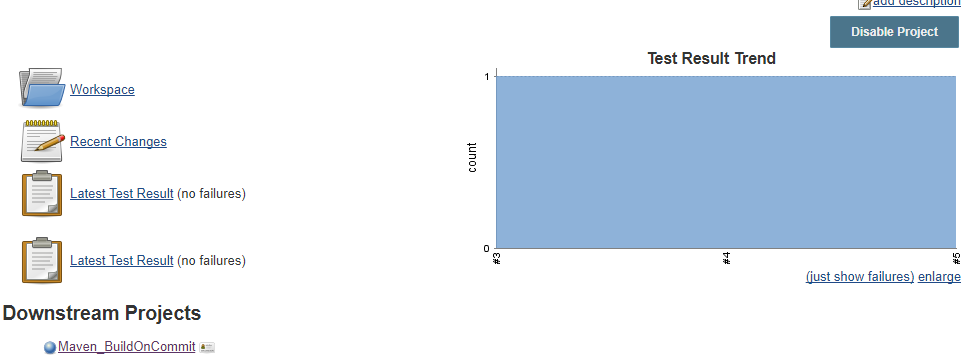 add description
Disable Project
Test Result Trend
Workspace
Recent Changes
Latest Test Result (no failures)
Latest Test Result (no failures)
1
count
0
#3
#4
#5
(just show failures) enlarge
Downstream Projects
Maven_BuildOnCommit